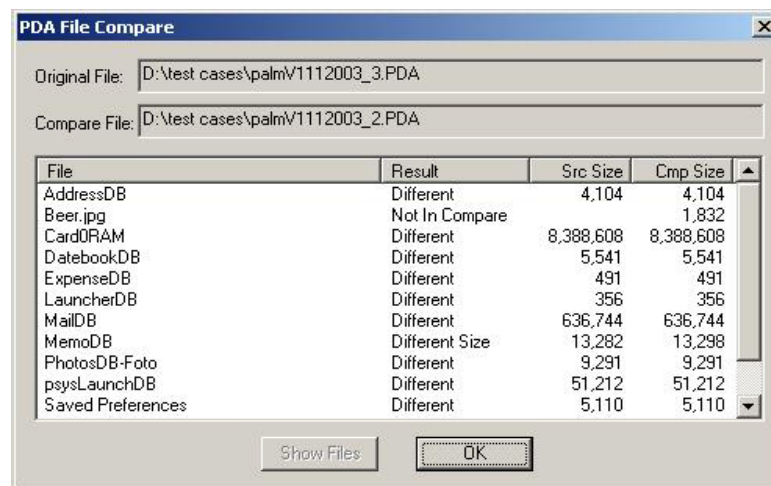 PDA File Compare
Original File: D:\test cases\palmV1112003_3.PDA
Compare File: D:\test cases\palmV1112003_2.PDA
File Result Src Size Cmp Size
AddressDB Different 4,104 4,104
Beer.jpg Not In Compare 1,832
Card0RAM Different 8,388,608 8,388,608
DatebookDB Different 5,541 5,541
ExpenseDB Different 491 491
LauncherDB Different 356 356
MailDB Different 636,744 636,744
MemoDB Different Size 13,282 13,298
PhotosDB-Foto Different 9,291 9,291
psysLaunchDB Different 51,212 51,212
Saved Preferences Different 5,110 5,110
Show Files OK